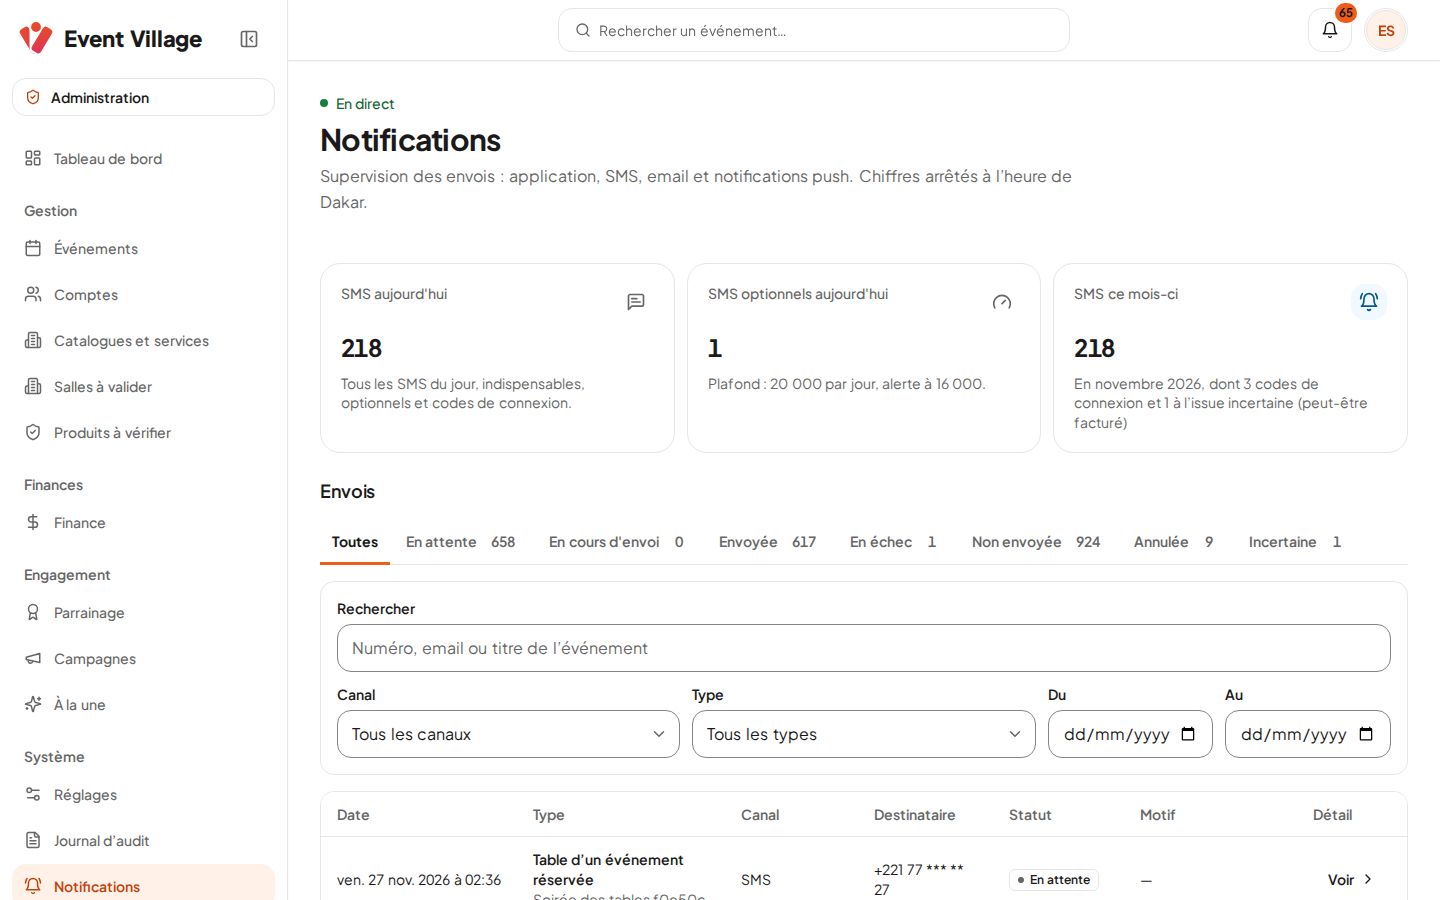 Event Village
Administration
Tableau de bord
Gestion
Événements
Comptes
Catalogues et services
Salles à valider
Produits à vérifier
Finances
Finance
Engagement
Parrainage
Campagnes
À la une
Système
Réglages
Journal d’audit
Notifications
Rechercher un événement…
65
ES
En direct
Notifications
Supervision des envois : application, SMS, email et notifications push. Chiffres arrêtés à l’heure de
Dakar.
SMS aujourd'hui
218
Tous les SMS du jour, indispensables,
optionnels et codes de connexion.
SMS optionnels aujourd'hui
1
Plafond : 20 000 par jour, alerte à 16 000.
SMS ce mois-ci
218
En novembre 2026, dont 3 codes de
connexion et 1 à l’issue incertaine (peut-être
facturé)
Envois
Toutes En attente 658 En cours d'envoi 0 Envoyée 617 En échec 1 Non envoyée 924 Annulée 9 Incertaine 1
Rechercher
Numéro, email ou titre de l’événement
Canal Type Du Au
Tous les canaux Tous les types dd/mm/yyyy dd/mm/yyyy
Date Type Canal Destinataire Statut Motif Détail
Table d’un événement
réservée
ven. 27 nov. 2026 à 02:36 SMS +221 77 *** ** 27 En attente — Voir
Soirée des tables f0e50c